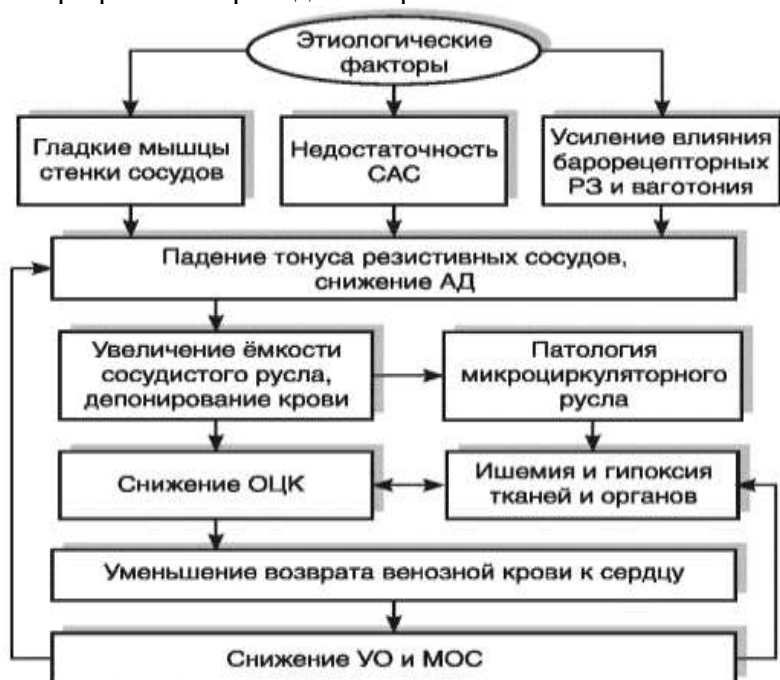 Этиологические
факторы
Гладкие мышцы
стенки сосудов
Недостаточность
САС
Усиление влияния
барорецепторных
РЗ и ваготония
Падение тонуса резистивных сосудов,
снижение АД
Увеличение ёмкости
сосудистого русла,
депонирование крови
Патология
микроциркуляторного
русла
Снижение ОЦК
Ишемия и гипоксия
тканей и органов
Уменьшение возврата венозной крови к сердцу
Снижение УО и МОС